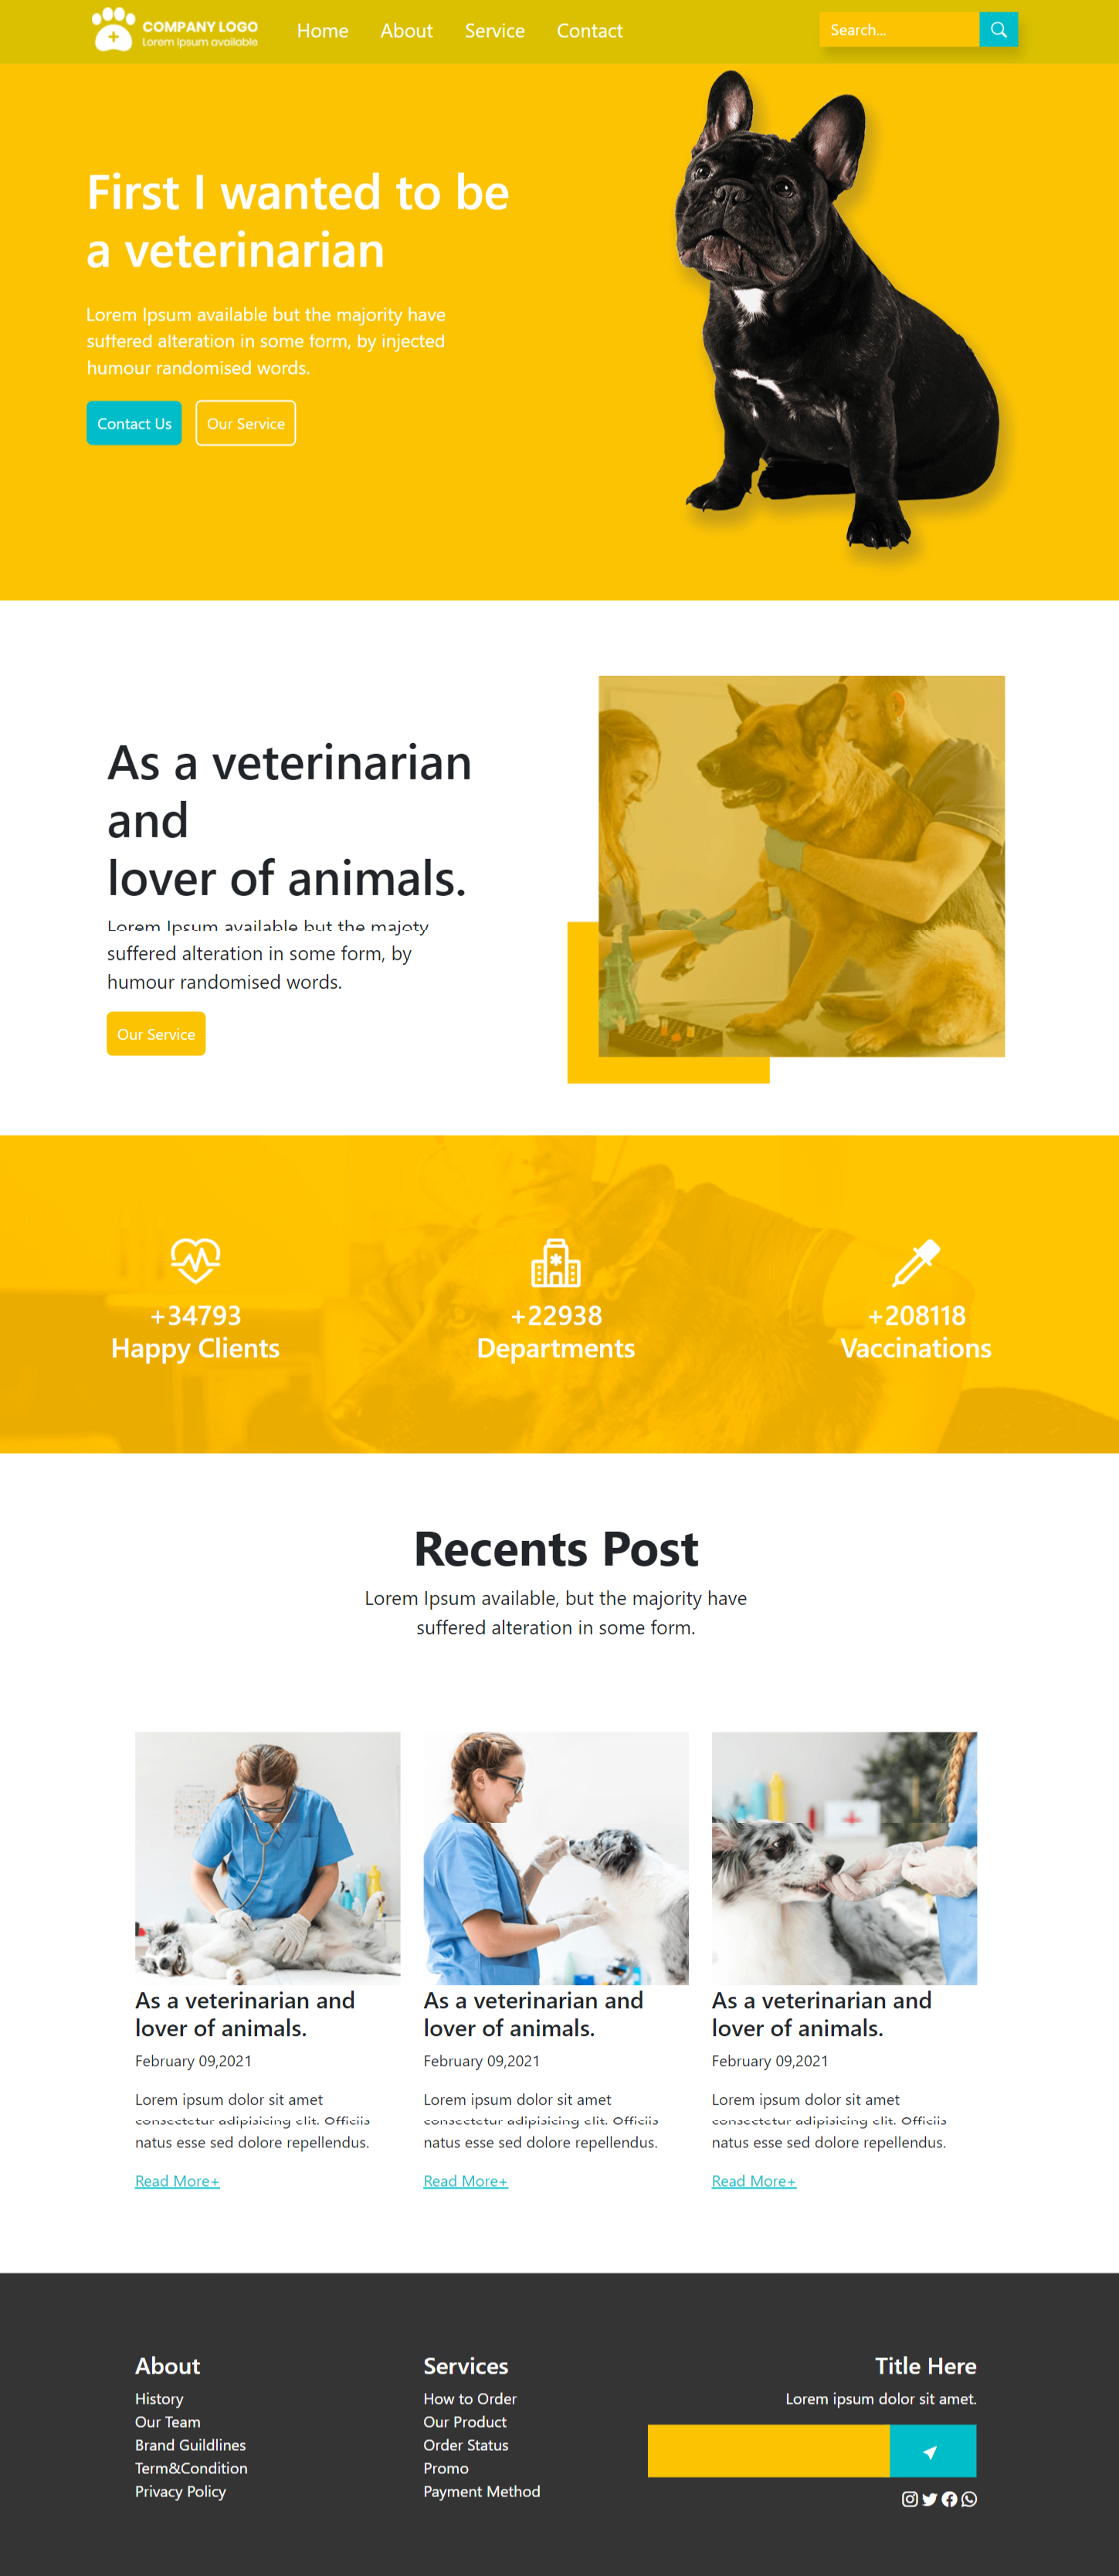 COMPANY LOGO
Lorem Ipsum available
Home About Service Contact
Search...
First I wanted to be
a veterinarian
Lorem Ipsum available but the majority have
suffered alteration in some form, by injected
humour randomised words.
Contact Us
Our Service
As a veterinarian
and
lover of animals.
Lorem Ipsum available but the majoty
suffered alteration in some form, by
humour randomised words.
Our Service
+34793
Happy Clients
+22938
Departments
+208118
Vaccinations
Recents Post
Lorem Ipsum available, but the majority have
suffered alteration in some form.
As a veterinarian and
lover of animals.
February 09,2021
Lorem ipsum dolor sit amet
consectetur adipisicing elit. Officiis
natus esse sed dolore repellendus.
Read More+
As a veterinarian and
lover of animals.
February 09,2021
Lorem ipsum dolor sit amet
consectetur adipisicing elit. Officiis
natus esse sed dolore repellendus.
Read More+
As a veterinarian and
lover of animals.
February 09,2021
Lorem ipsum dolor sit amet
consectetur adipisicing elit. Officiis
natus esse sed dolore repellendus.
Read More+
About
History
Our Team
Brand Guildlines
Term&Condition
Privacy Policy
Services
How to Order
Our Product
Order Status
Promo
Payment Method
Title Here
Lorem ipsum dolor sit amet.